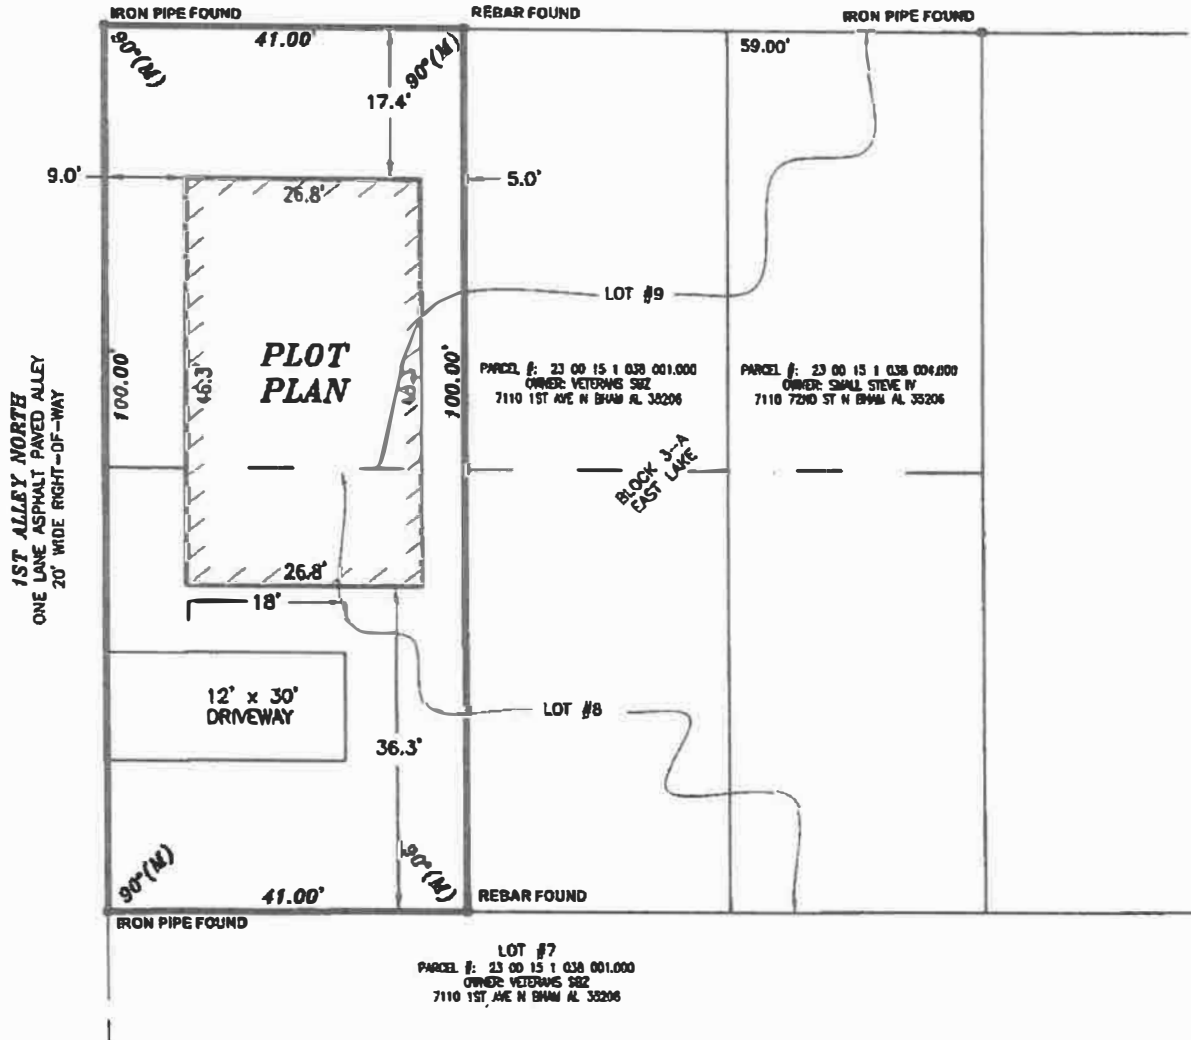 IRON PIPE FOUND
REBAR FOUND
IRON PIPE FOUND
90°(M)
41.00'
90°(M)
59.00'
17.4'
9.0'
26.8'
5.0'
LOT #9
PLOT
PLAN
100.00'
46.3'
100.00'
PARCEL #: 23 00 15 1 038 001.000
OWNER: VETERANS SBZ
7110 1ST AVE N BHAM AL 35206
PARCEL #: 23 00 15 1 038 004.000
OWNER: SMALL STEVE IV
7110 72ND ST N BHAM AL 35206
1ST ALLEY NORTH
ONE LANE ASPHALT PAVED ALLEY
20' WIDE RIGHT-OF-WAY
BLOCK 3-A
EAST LAKE
26.8'
18'
12' x 30'
DRIVEWAY
LOT #8
36.3'
90°(M)
41.00'
90°(M)
REBAR FOUND
IRON PIPE FOUND
LOT #7
PARCEL #: 23 00 15 1 038 001.000
OWNER: VETERANS SBZ
7110 1ST AVE N BHAM AL 35206